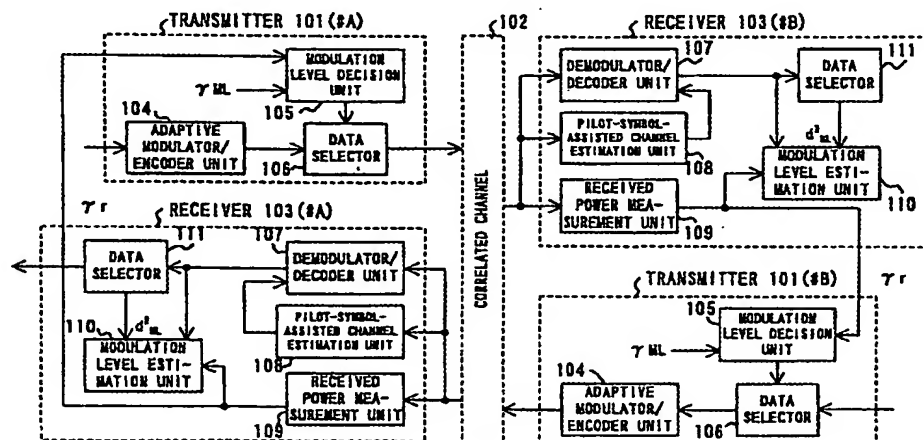 TRANSMITTER 101(#A)
MODULATION
LEVEL DECISION
UNIT
γ ML
105
104
ADAPTIVE
MODULATOR/
ENCODER UNIT
DATA
SELECTOR
106
γ r
RECEIVER 103(#A)
111
DATA
SELECTOR
107
DEMODULATOR/
DECODER UNIT
d²ML
110
MODULATION
LEVEL ESTI-
MATION UNIT
PILOT-SYMBOL-
ASSISTED CHANNEL
ESTIMATION UNIT
108
RECEIVED
POWER MEA-
SUREMENT UNIT
109
102
CORRELATED CHANNEL
RECEIVER 103(#B)
107
DEMODULATOR/
DECODER UNIT
111
DATA
SELECTOR
PILOT-SYMBOL-
ASSISTED CHANNEL
ESTIMATION UNIT
108
d²ML
MODULATION
LEVEL ESTI-
MATION UNIT
110
RECEIVED
POWER MEA-
SUREMENT UNIT
109
γ r
TRANSMITTER 101(#B)
105
MODULATION
LEVEL DECISION
UNIT
γ ML
104
ADAPTIVE
MODULATOR/
ENCODER UNIT
DATA
SELECTOR
106